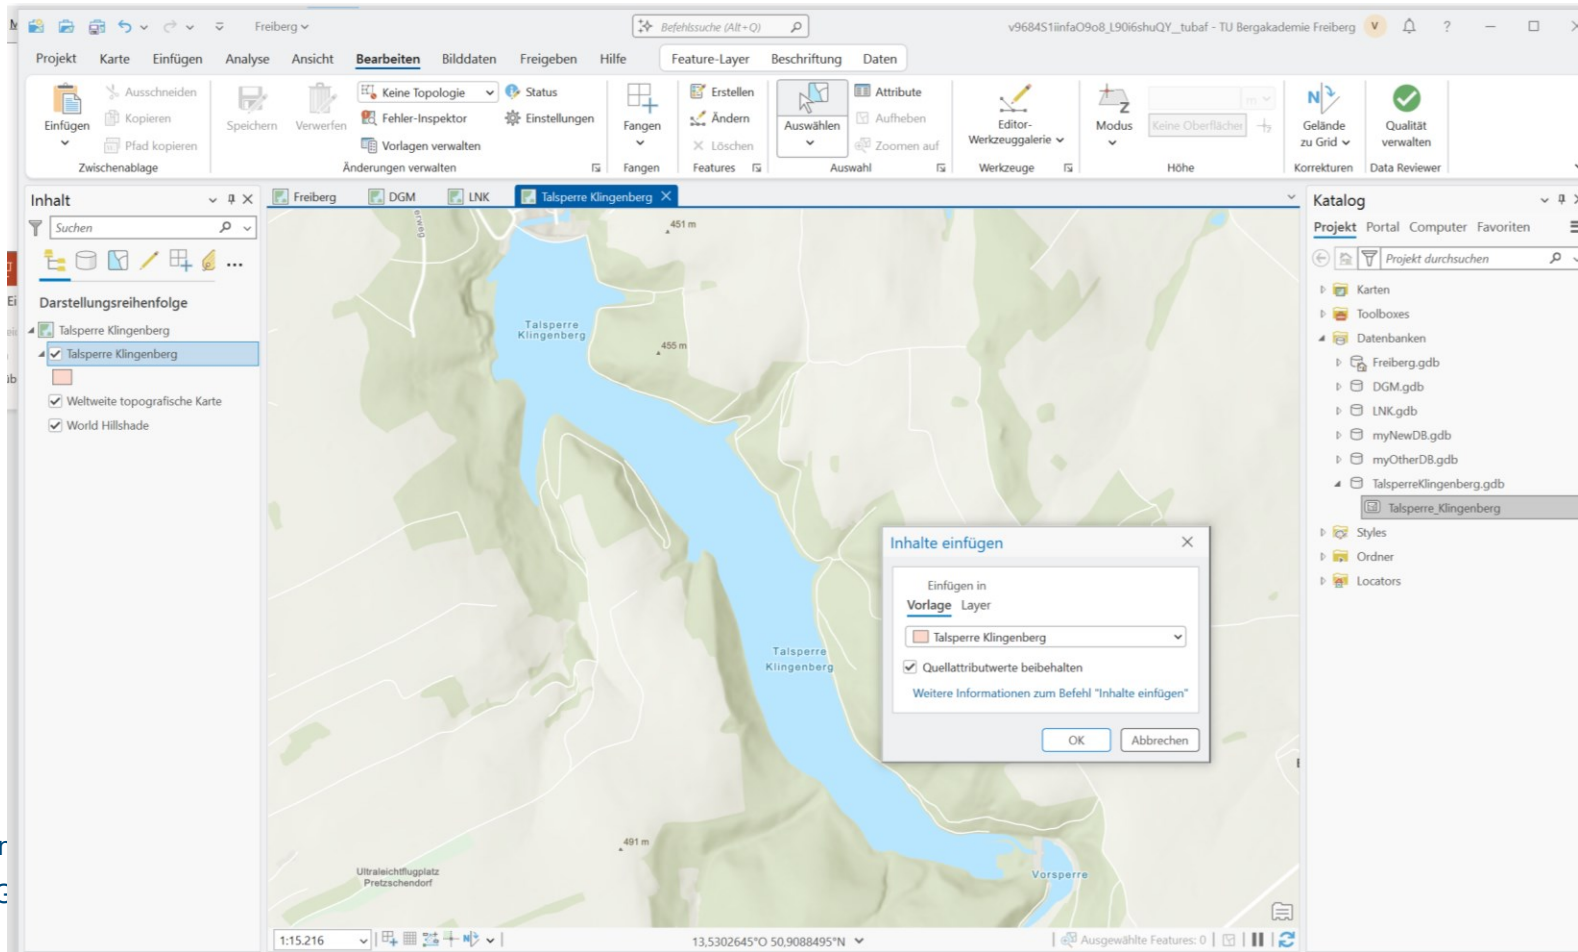 Freiberg
Befehlssuche (Alt+Q)
v9684S1iinfaO9o8_L90i6shuQY__tubaf - TU Bergakademie Freiberg
V
?
Projekt Karte Einfügen Analyse Ansicht Bearbeiten Bilddaten Freigeben Hilfe Feature-Layer Beschriftung Daten
Einfügen
Ausschneiden
Kopieren
Pfad kopieren
Zwischenablage
Speichern
Verwerfen
Keine Topologie
Fehler-Inspektor
Vorlagen verwalten
Status
Einstellungen
Änderungen verwalten
Fangen
Fangen
Erstellen
Ändern
Löschen
Features
Auswählen
Attribute
Aufheben
Zoomen auf
Auswahl
Editor-
Werkzeuggalerie
Werkzeuge
Modus
m
Keine Oberflächer
Höhe
Gelände
zu Grid
Korrekturen
Qualität
verwalten
Data Reviewer
Inhalt
Suchen
Darstellungsreihenfolge
Talsperre Klingenberg
Talsperre Klingenberg
Weltweite topografische Karte
World Hillshade
Freiberg DGM LNK Talsperre Klingenberg
erweg
451 m
Talsperre
Klingenberg
455 m
Talsperre
Klingenberg
491 m
Ultraleichtflugplatz
Pretzschendorf
Vorsperre
Inhalte einfügen
Einfügen in
Vorlage Layer
Talsperre Klingenberg
Quellattributwerte beibehalten
Weitere Informationen zum Befehl "Inhalte einfügen"
OK Abbrechen
1:15.216
13,5302645°O 50,9088495°N
Ausgewählte Features: 0
Katalog
Projekt Portal Computer Favoriten
Projekt durchsuchen
Karten
Toolboxes
Datenbanken
Freiberg.gdb
DGM.gdb
LNK.gdb
myNewDB.gdb
myOtherDB.gdb
TalsperreKlingenberg.gdb
Talsperre_Klingenberg
Styles
Ordner
Locators